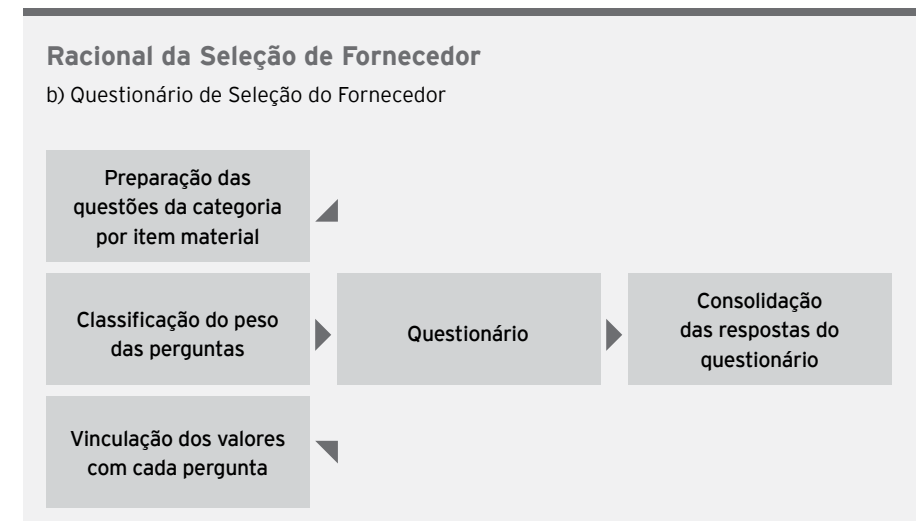 Racional da Seleção de Fornecedor
b) Questionário de Seleção do Fornecedor
Preparação das
questões da categoria
por item material
Classificação do peso
das perguntas
Questionário
Consolidação
das respostas do
questionário
Vinculação dos valores
com cada pergunta